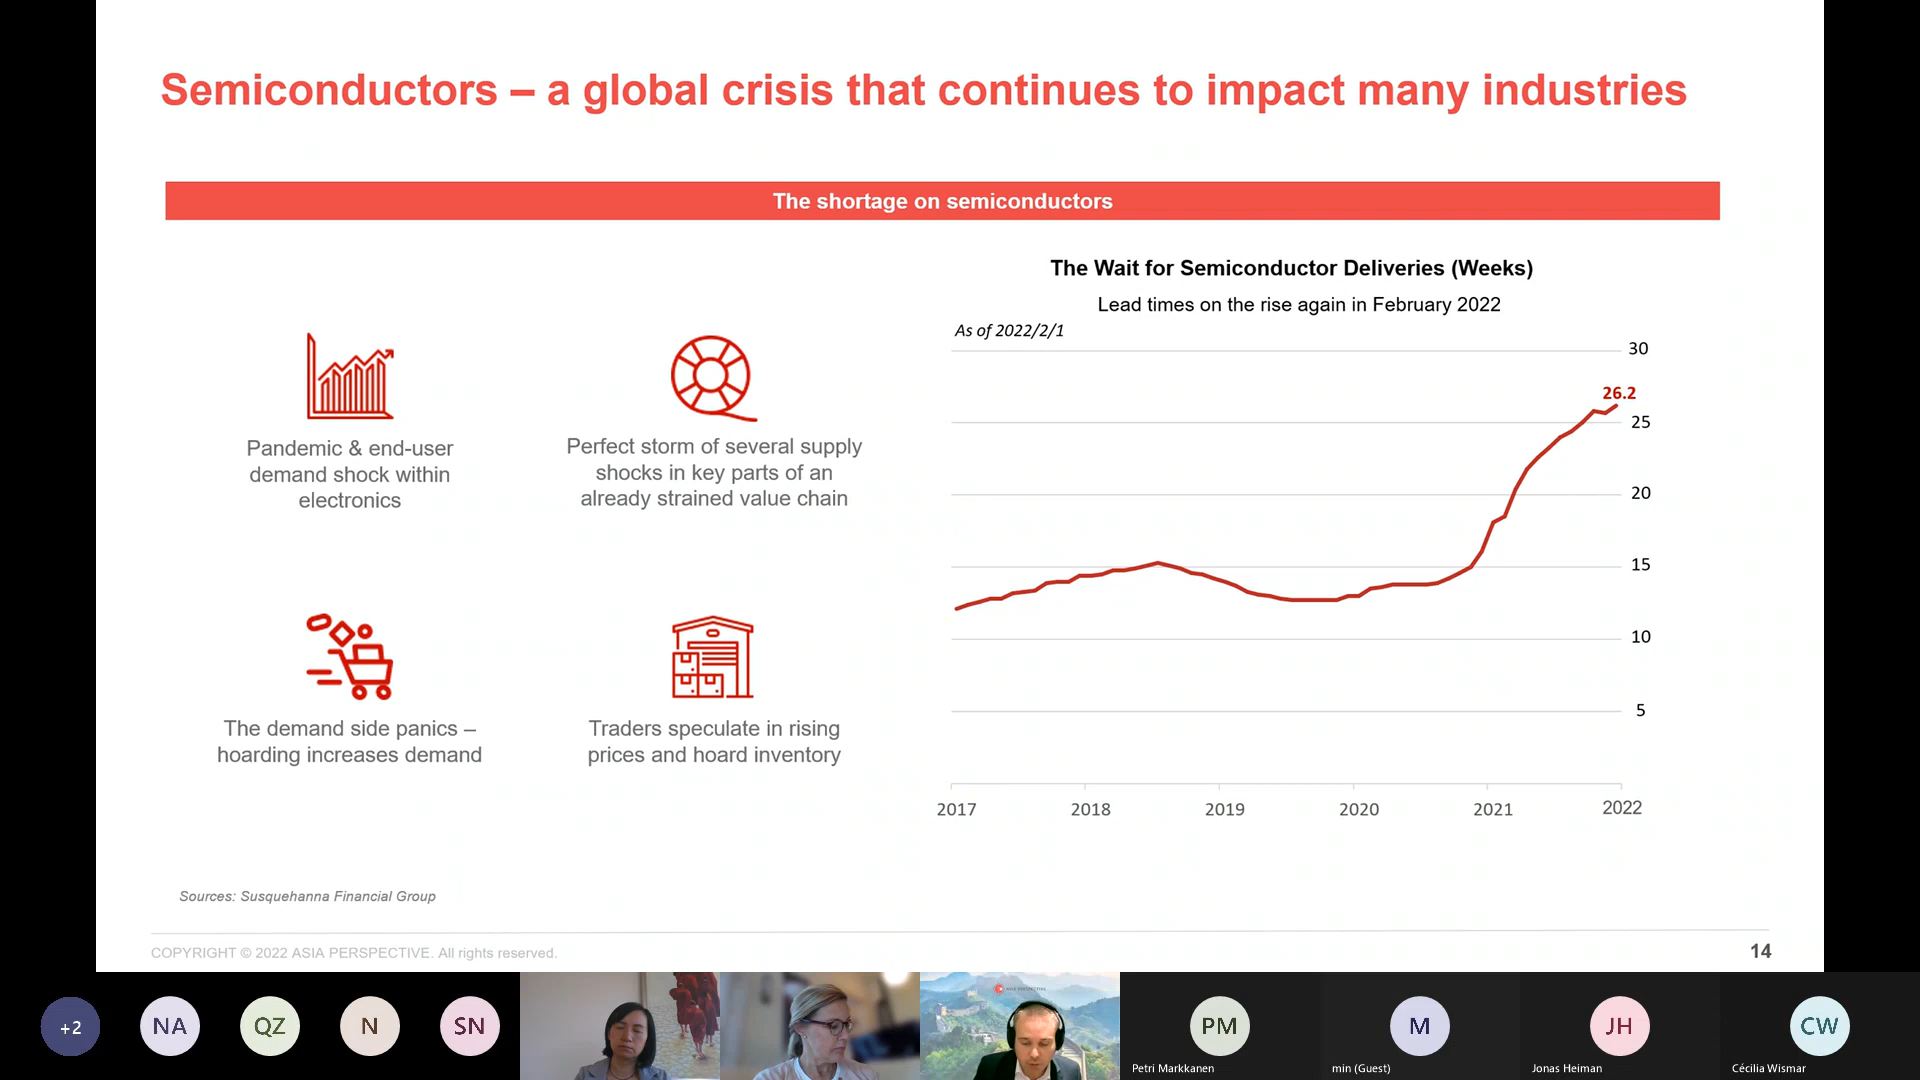 Semiconductors – a global crisis that continues to impact many industries
The shortage on semiconductors
Pandemic & end-user
demand shock within
electronics
Perfect storm of several supply
shocks in key parts of an
already strained value chain
The demand side panics –
hoarding increases demand
Traders speculate in rising
prices and hoard inventory
The Wait for Semiconductor Deliveries (Weeks)
Lead times on the rise again in February 2022
As of 2022/2/1
30
26.2
25
20
15
10
5
2017 2018 2019 2020 2021 2022
Sources: Susquehanna Financial Group
COPYRIGHT © 2022 ASIA PERSPECTIVE. All rights reserved.
14
+2 NA QZ N SN PM M JH CW
Petri Markkanen min (Guest) Jonas Heiman Cécilia Wismar